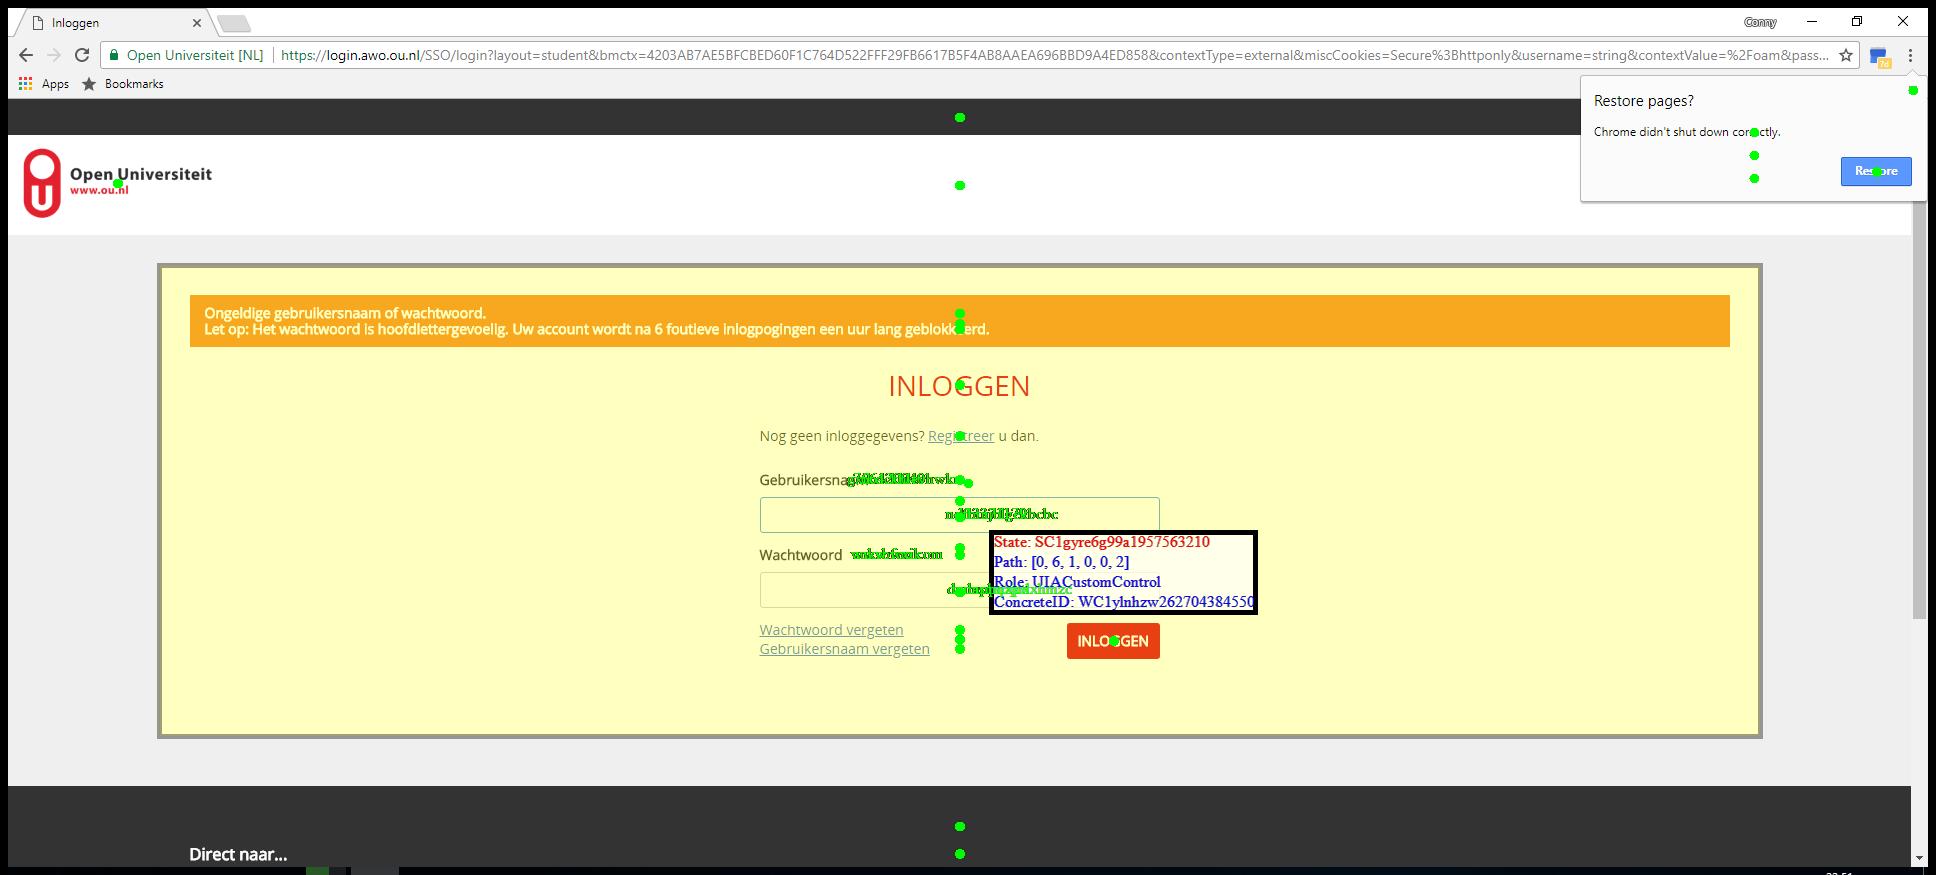 Inloggen
Conny
Open Universiteit [NL]
https://login.awo.ou.nl/SSO/login?layout=student&bmctx=4203AB7AE5BFCBED60F1C764D522FFF29FB6617B5F4AB8AAEA696BBD9A4ED858&contextType=external&miscCookies=Secure%3Bhttponly&username=string&contextValue=%2Foam&pass...
Apps
Bookmarks
Restore pages?
Chrome didn't shut down correctly.
Restore
Open Universiteit
www.ou.nl
Ongeldige gebruikersnaam of wachtwoord.
Let op: Het wachtwoord is hoofdlettergevoelig. Uw account wordt na 6 foutieve inlogpogingen een uur lang geblokkeerd.
INLOGGEN
Nog geen inloggegevens? Registreer u dan.
Gebruikersnaam
Wachtwoord
State: SC1gyre6g99a1957563210
Path: [0, 6, 1, 0, 0, 2]
Role: UIACustomControl
ConcreteID: WC1ylnhzw262704384550
Wachtwoord vergeten
Gebruikersnaam vergeten
INLOGGEN
Direct naar...